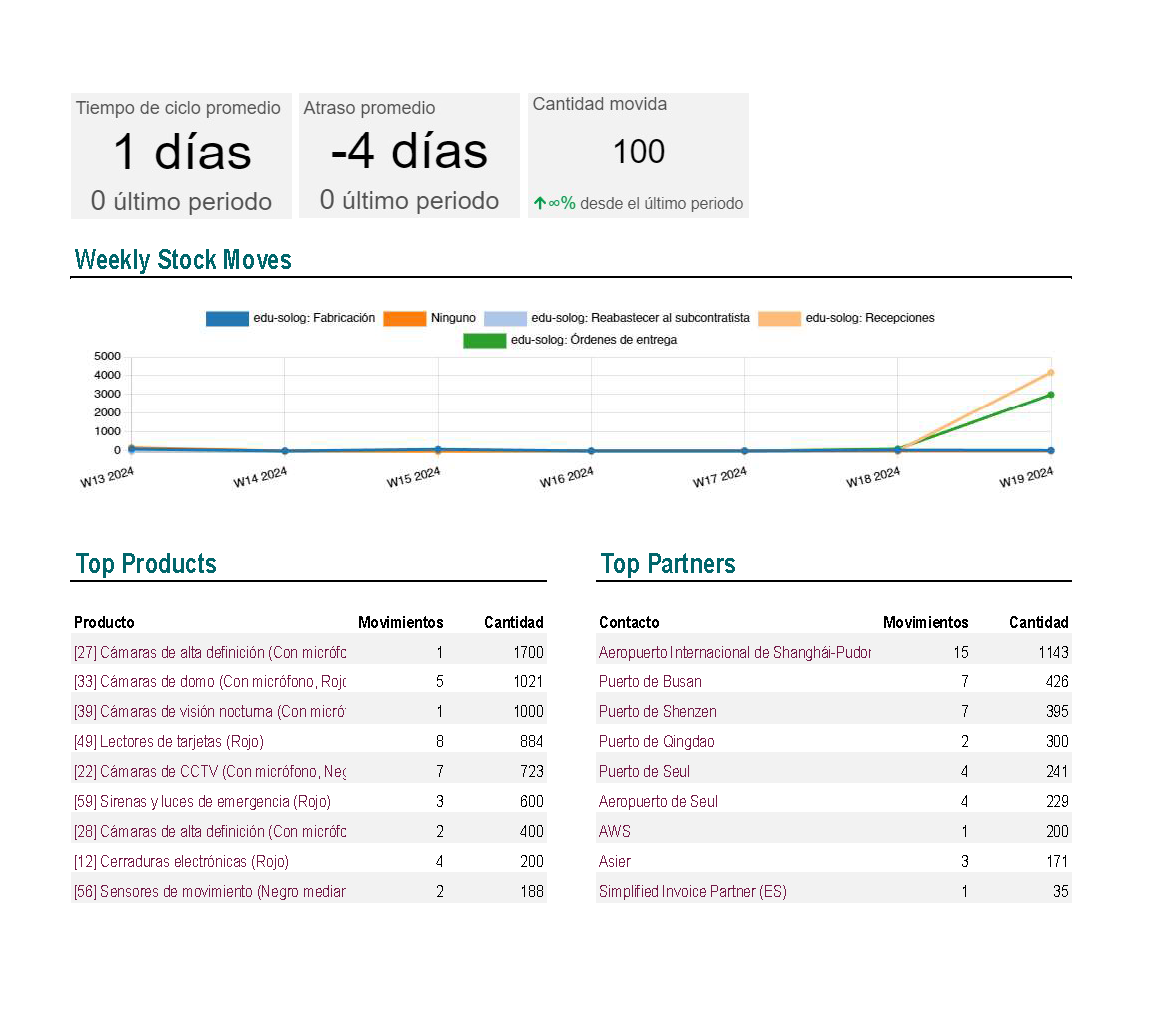 Tiempo de ciclo promedio
1 días
0 último periodo
Atraso promedio
-4 días
0 último periodo
Cantidad movida
100
↑∞% desde el último periodo
Weekly Stock Moves
edu-solog: Fabricación Ninguno edu-solog: Reabastecer al subcontratista edu-solog: Recepciones
edu-solog: Órdenes de entrega
5000
4000
3000
2000
1000
0
W13 2024 W14 2024 W15 2024 W16 2024 W17 2024 W18 2024 W19 2024
Top Products
Producto Movimientos Cantidad
[27] Cámaras de alta definición (Con micrófo 1 1700
[33] Cámaras de domo (Con micrófono, Rojo 5 1021
[39] Cámaras de visión nocturna (Con micró 1 1000
[49] Lectores de tarjetas (Rojo) 8 884
[22] Cámaras de CCTV (Con micrófono, Neg 7 723
[59] Sirenas y luces de emergencia (Rojo) 3 600
[28] Cámaras de alta definición (Con micrófo 2 400
[12] Cerraduras electrónicas (Rojo) 4 200
[56] Sensores de movimiento (Negro mediar 2 188
Top Partners
Contacto Movimientos Cantidad
Aeropuerto Internacional de Shanghái-Pudor 15 1143
Puerto de Busan 7 426
Puerto de Shenzen 7 395
Puerto de Qingdao 2 300
Puerto de Seul 4 241
Aeropuerto de Seul 4 229
AWS 1 200
Asier 3 171
Simplified Invoice Partner (ES) 1 35